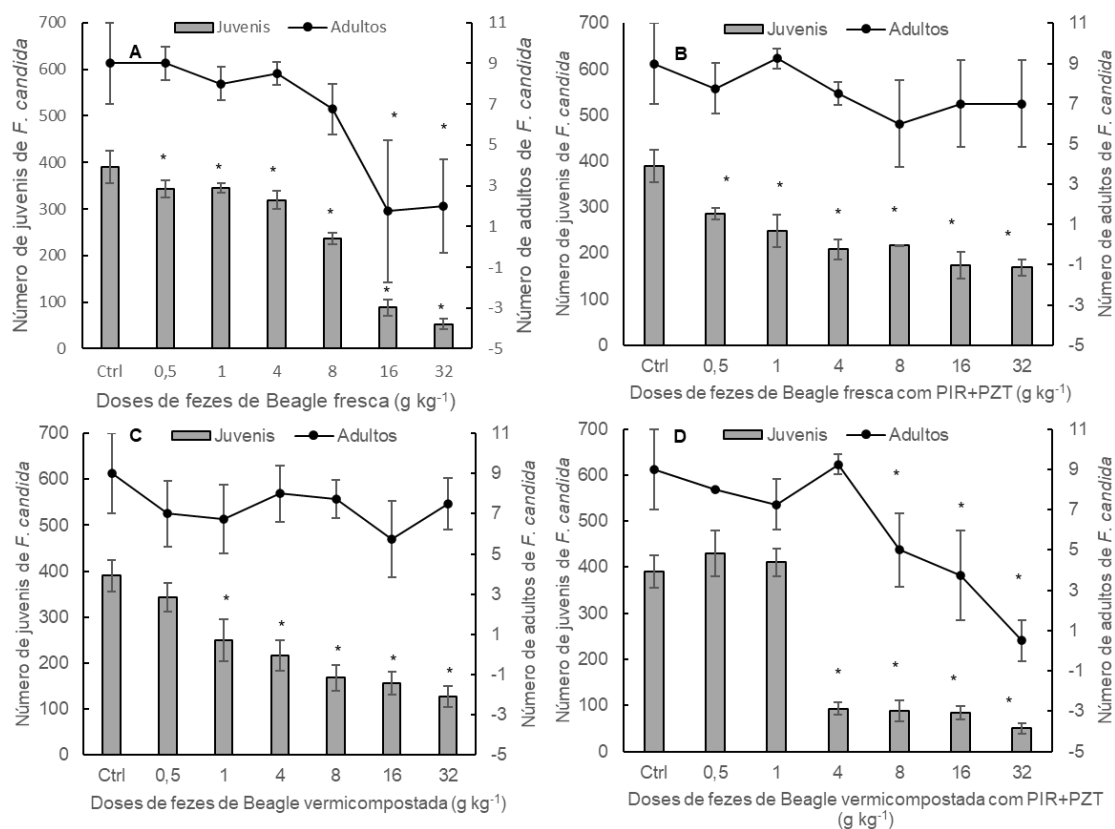 A
Juvenis
Adultos
Número de juvenis de F. candida
700
600
500
400
300
200
100
0
11
9
7
5
3
1
-1
-3
-5
Número de adultos de F. candida
* * * * * * * *
Ctrl 0,5 1 4 8 16 32
Doses de fezes de Beagle fresca (g kg⁻¹)
B
Juvenis
Adultos
Número de juvenis de F. candida
700
600
500
400
300
200
100
0
11
9
7
5
3
1
-1
-3
-5
Número de adultos de F. candida
* * * * * *
Ctrl 0,5 1 4 8 16 32
Doses de fezes de Beagle fresca com PIR+PZT (g kg⁻¹)
C
Juvenis
Adultos
Número de juvenis de F. candida
700
600
500
400
300
200
100
0
11
9
7
5
3
1
-1
-3
-5
Número de adultos de F. candida
* * * * *
Ctrl 0,5 1 4 8 16 32
Doses de fezes de Beagle vermicompostada (g kg⁻¹)
D
Juvenis
Adultos
Número de juvenis de F. candida
700
600
500
400
300
200
100
0
11
9
7
5
3
1
-1
-3
-5
Número de adultos de F. candida
* * * * * * *
Ctrl 0,5 1 4 8 16 32
Doses de fezes de Beagle vermicompostada com PIR+PZT
(g kg⁻¹)